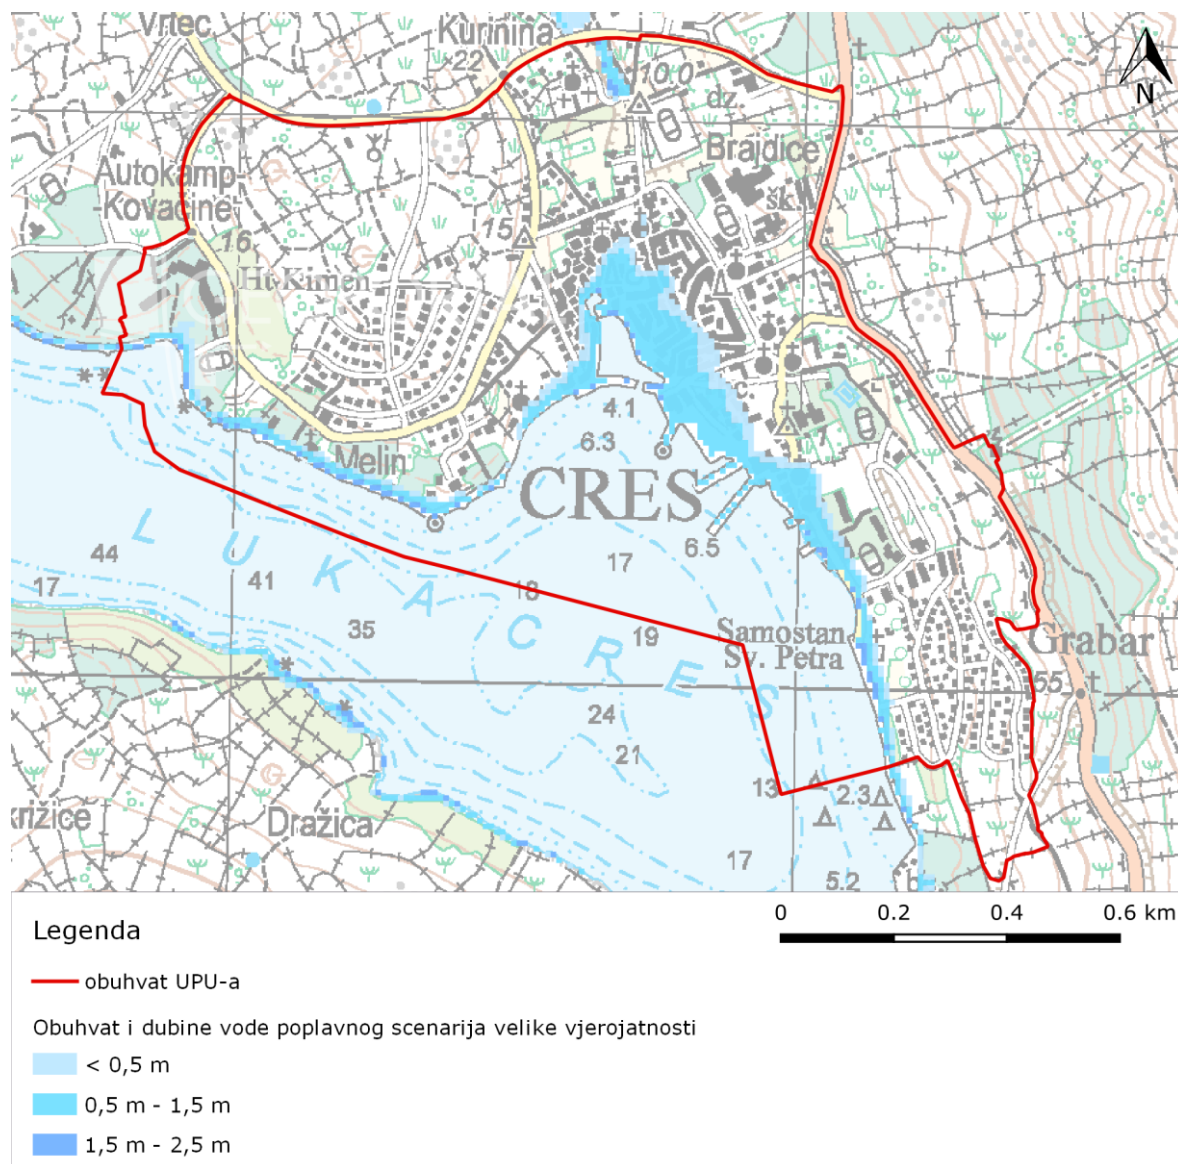 Vrtec
Kurinina
22
10.0
dz.
N
Brajdice
Autokamp
-Kovačine
šk.
15
16
Ht Kimen
4.1
6.3
Melin
CRES
17
6.5
L U K A C R E S
44
17
41
18
35
19
Samostan
Sv. Petra
Grabar
55
24
21
13
2.3
križice
Dražica
17
5.2
0 0.2 0.4 0.6 km
Legenda
obuhvat UPU-a
Obuhvat i dubine vode poplavnog scenarija velike vjerojatnosti
< 0,5 m
0,5 m - 1,5 m
1,5 m - 2,5 m